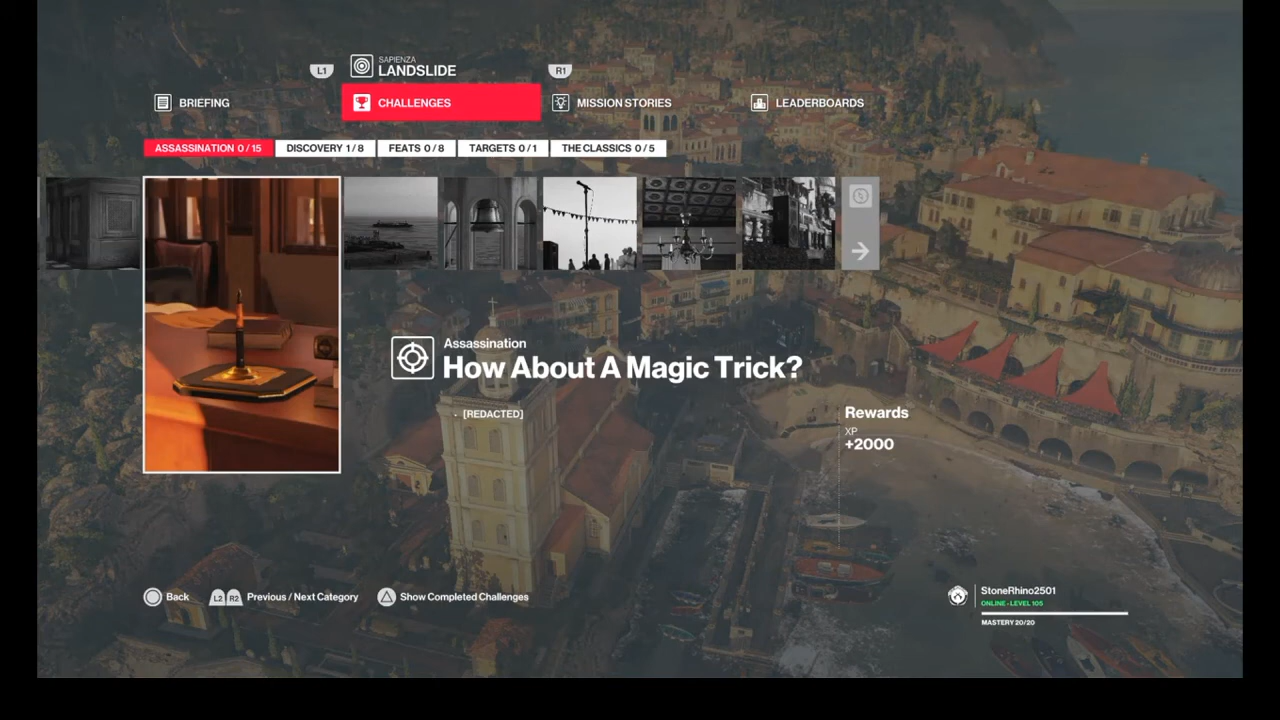 SAPIENZA
L1 LANDSLIDE R1
BRIEFING CHALLENGES MISSION STORIES LEADERBOARDS
ASSASSINATION 0 / 15 DISCOVERY 1 / 8 FEATS 0 / 8 TARGETS 0 / 1 THE CLASSICS 0 / 5
Assassination
How About A Magic Trick?
- [REDACTED]
Rewards
XP
+2000
Back L2 R2 Previous / Next Category Show Completed Challenges
StoneRhino2501
ONLINE - LEVEL 105
MASTERY 20/20